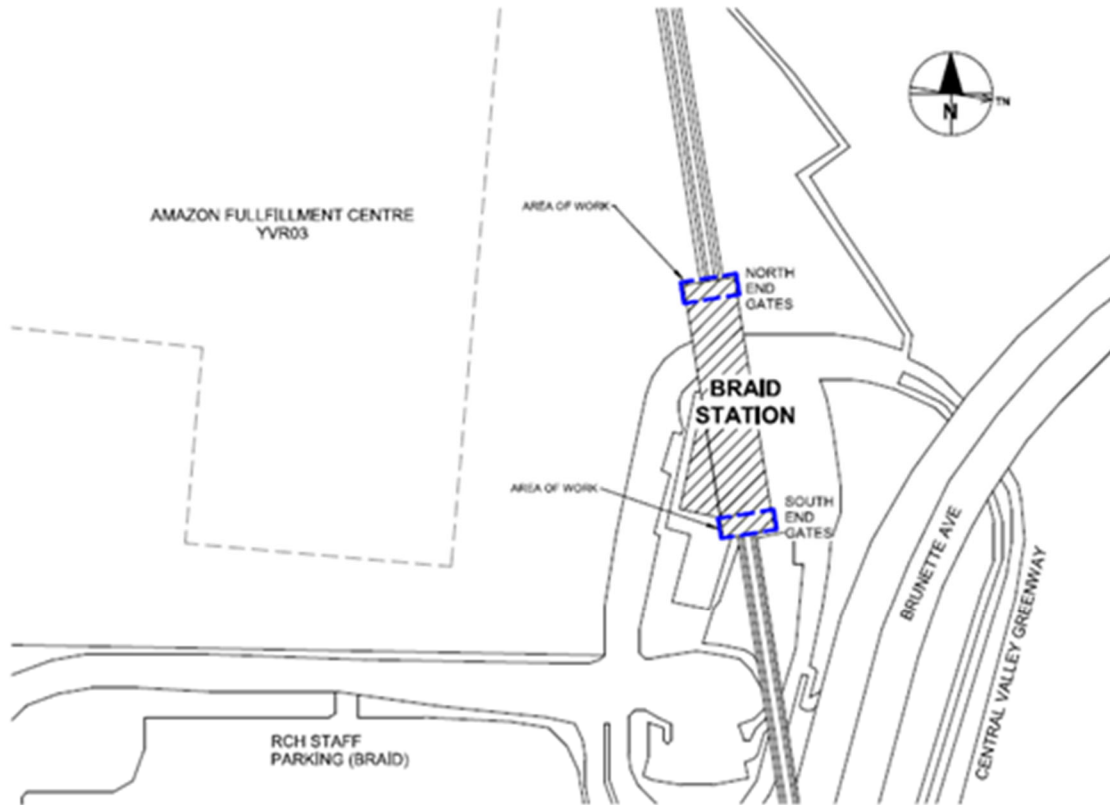 N
TN
AMAZON FULLFILLMENT CENTRE
YVR03
AREA OF WORK
NORTH
END
GATES
BRAID
STATION
AREA OF WORK
SOUTH
END
GATES
BRUNETTE AVE
CENTRAL VALLEY GREENWAY
RCH STAFF
PARKING (BRAID)